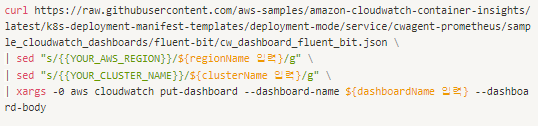 curl https://raw.githubusercontent.com/aws-samples/amazon-cloudwatch-container-insights/
latest/k8s-deployment-manifest-templates/deployment-mode/service/cwagent-prometheus/samp
le_cloudwatch_dashboards/fluent-bit/cw_dashboard_fluent_bit.json \
| sed "s/{{YOUR_AWS_REGION}}/${regionName 입력}/g" \
| sed "s/{{YOUR_CLUSTER_NAME}}/${clusterName 입력}/g" \
| xargs -0 aws cloudwatch put-dashboard --dashboard-name ${dashboardName 입력} --dashboa
rd-body